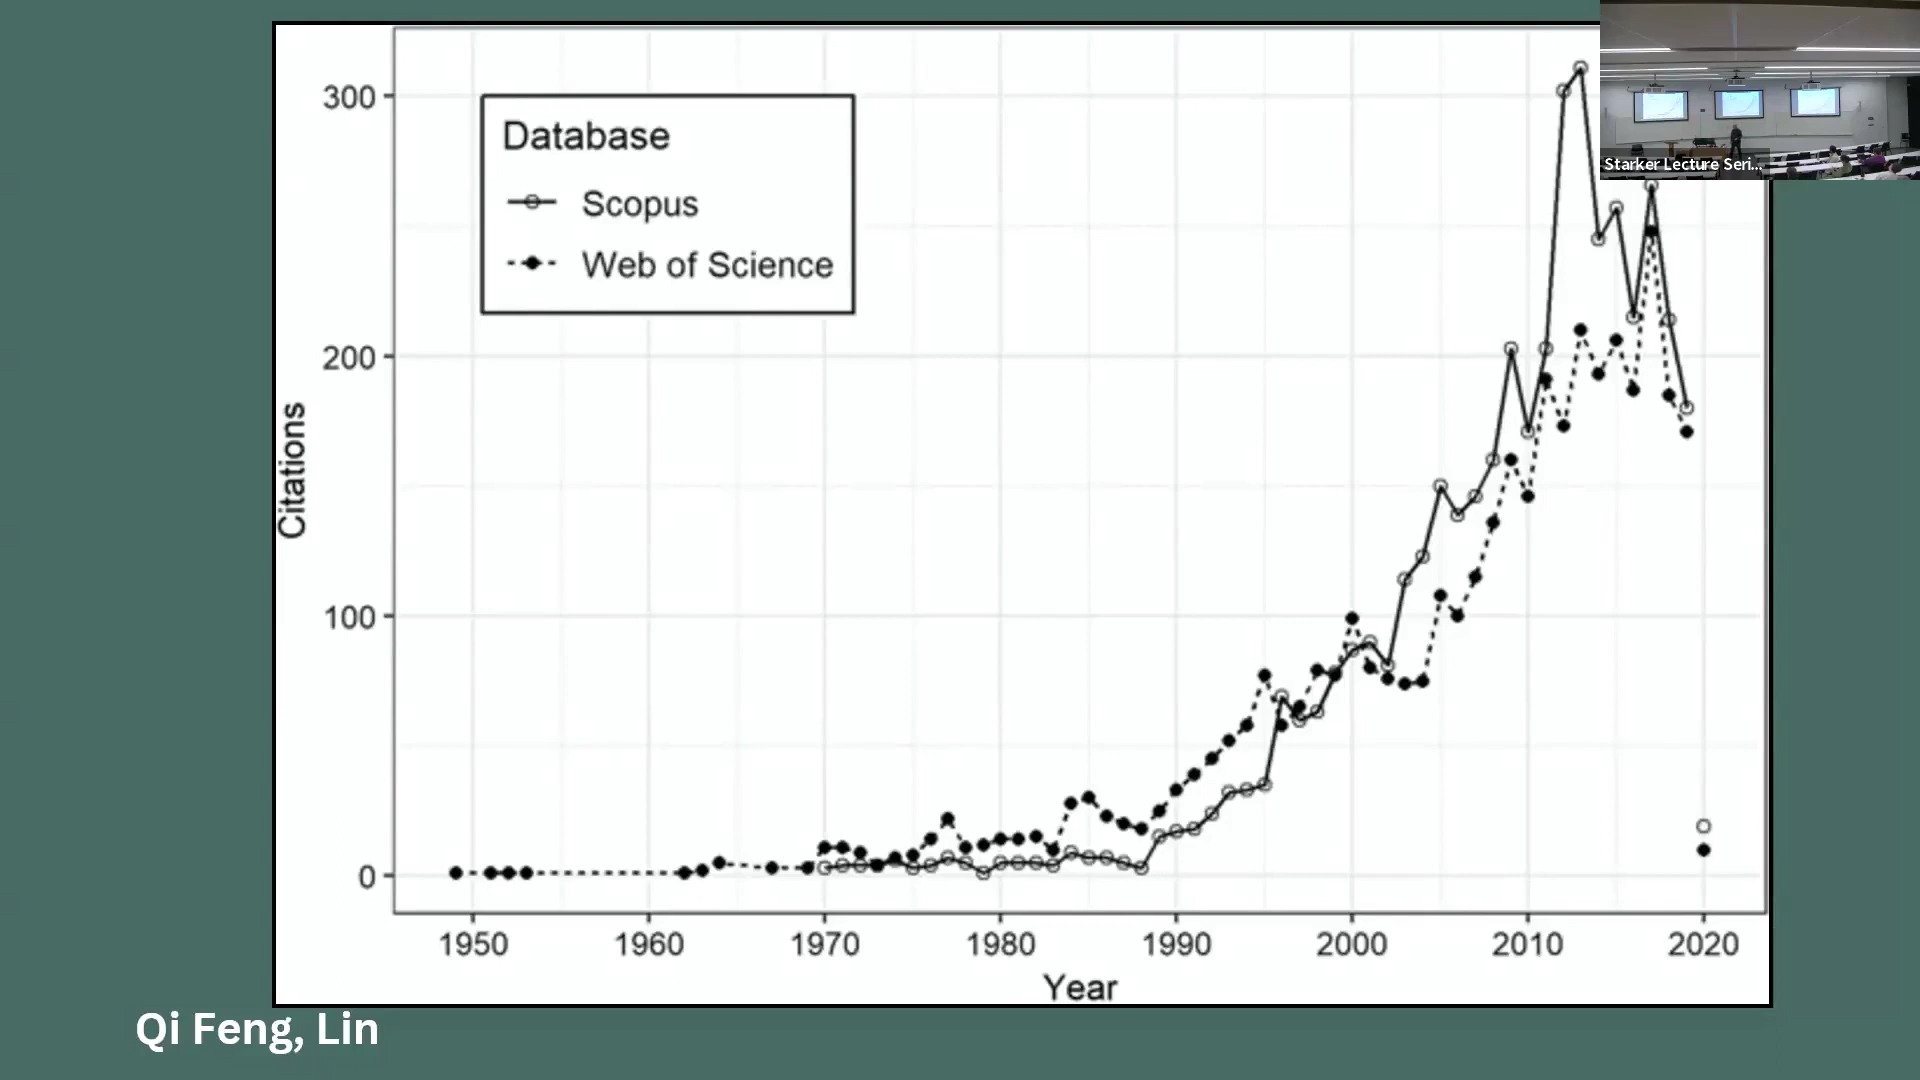 300
200
100
0
Citations
Database
Scopus
Web of Science
1950 1960 1970 1980 1990 2000 2010 2020
Year
Starker Lecture Seri...
Qi Feng, Lin